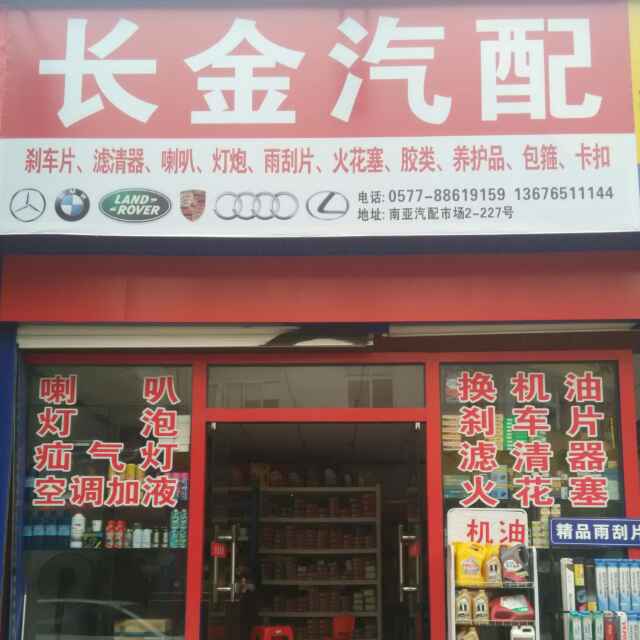 长金汽配
刹车片、滤清器、喇叭、灯炮、雨刮片、火花塞、胶类、养护品、包箍、卡扣
LAND-
-ROVER
电话: 0577-88619159 13676511144
地址: 南亚汽配市场2-227号
喇叭
灯泡
疝气灯
空调加液
换机油
刹车片
滤清器
火花塞
机油
精品雨刮片